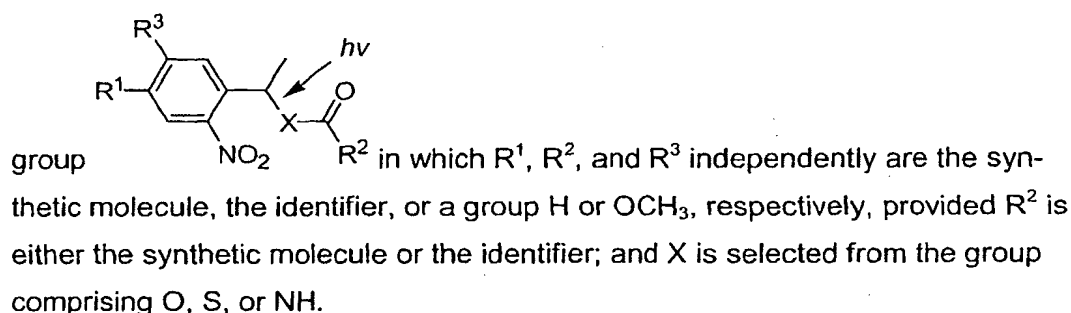 R³
hν
R¹
O
X
NO₂
R²
group in which R¹, R², and R³ independently are the syn-
thetic molecule, the identifier, or a group H or OCH₃, respectively, provided R² is
either the synthetic molecule or the identifier; and X is selected from the group
comprising O, S, or NH.